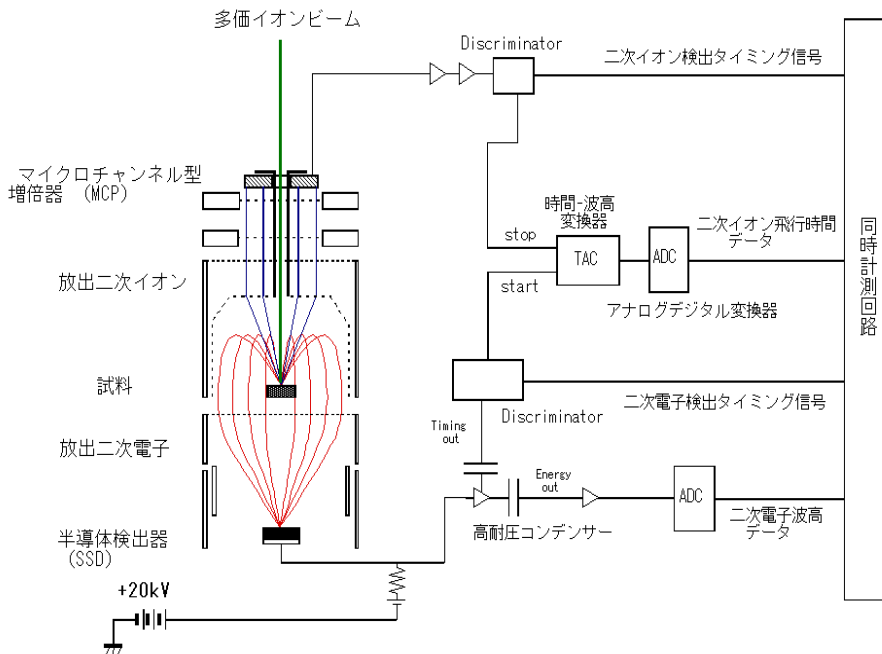 多価イオンビーム
Discriminator
二次イオン検出タイミング信号
マイクロチャンネル型
増倍器 (MCP)
時間-波高
変換器
stop
start
TAC
ADC
二次イオン飛行時間
データ
アナログデジタル変換器
同時計測回路
放出二次イオン
試料
Discriminator
二次電子検出タイミング信号
Timing
out
放出二次電子
Energy
out
ADC
高耐圧コンデンサー
二次電子波高
データ
半導体検出器
(SSD)
+20kV